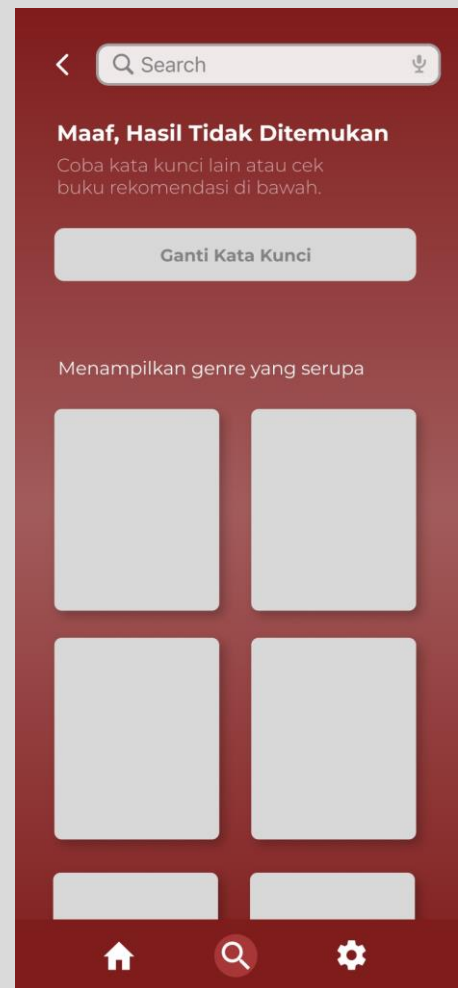 Search
Maaf, Hasil Tidak Ditemukan
Coba kata kunci lain atau cek
buku rekomendasi di bawah.
Ganti Kata Kunci
Menampilkan genre yang serupa